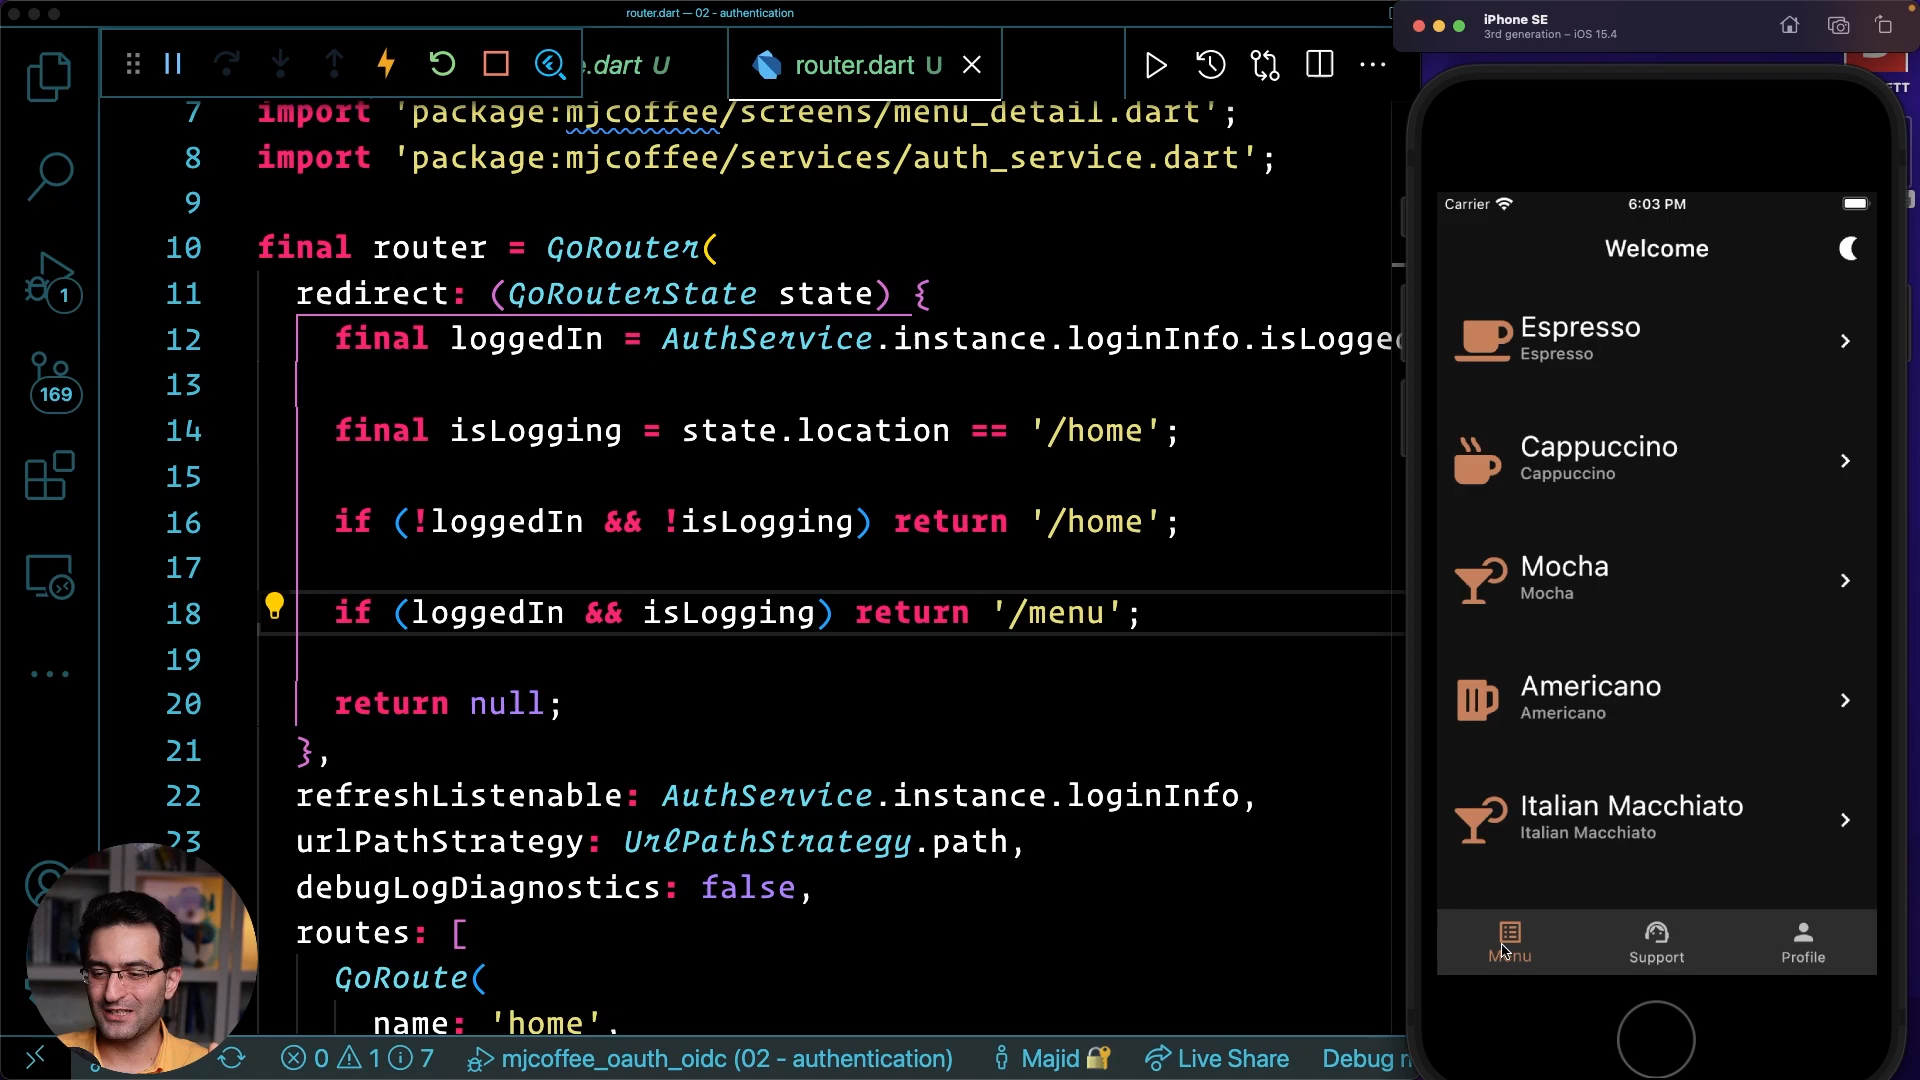 router.dart — 02 - authentication
.dart U
router.dart U
7 import 'package:mjcoffee/screens/menu_detail.dart';
8 import 'package:mjcoffee/services/auth_service.dart';
9
10 final router = GoRouter(
11 redirect: (GoRouterState state) {
12 final loggedIn = AuthService.instance.loginInfo.isLogged
13
14 final isLogging = state.location == '/home';
15
16 if (!loggedIn && !isLogging) return '/home';
17
18 if (loggedIn && isLogging) return '/menu';
19
20 return null;
21 },
22 refreshListenable: AuthService.instance.loginInfo,
23 urlPathStrategy: UrlPathStrategy.path,
debugLogDiagnostics: false,
routes: [
GoRoute(
name: 'home',
1
169
0 1 7 mjcoffee_oauth_oidc (02 - authentication) Majid Live Share Debug
iPhone SE
3rd generation – iOS 15.4
TT
Carrier 6:03 PM
Welcome
Espresso
Espresso
Cappuccino
Cappuccino
Mocha
Mocha
Americano
Americano
Italian Macchiato
Italian Macchiato
Menu Support Profile